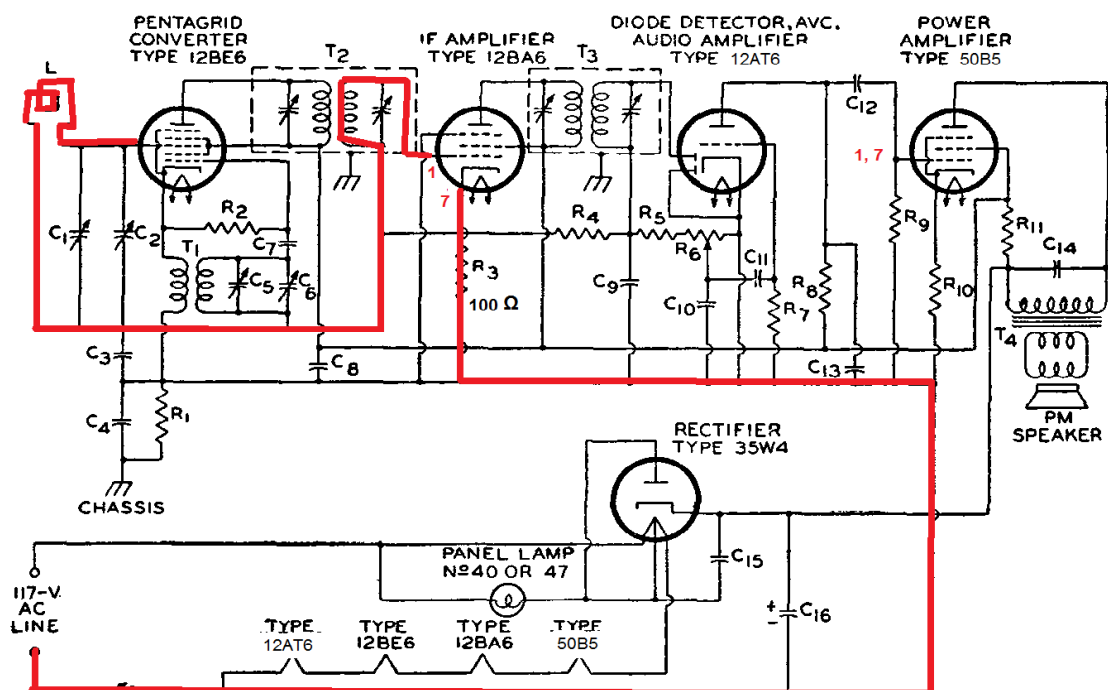 PENTAGRID
CONVERTER
TYPE 12BE6
IF AMPLIFIER
TYPE 12BA6
DIODE DETECTOR, AVC.
AUDIO AMPLIFIER
TYPE 12AT6
POWER
AMPLIFIER
TYPE 50B5
L
T2
T3
C12
1
7
1, 7
C1
C2
R2
C7
T1
C5
C6
R3
100 Ω
R4
R5
R6
C9
C10
C11
R7
R8
R9
R10
R11
C14
T4
C3
C8
C13
C4
R1
CHASSIS
PM
SPEAKER
RECTIFIER
TYPE 35W4
PANEL LAMP
Nº40 OR 47
C15
C16
+
-
117-V.
AC
LINE
TYPE
12AT6
TYPE
12BE6
TYPE
12BA6
TYPE
50B5